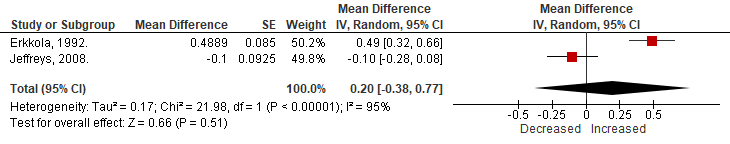 Mean Difference Mean Difference
Study or Subgroup Mean Difference SE Weight IV, Random, 95% CI IV, Random, 95% CI
Erkkola, 1992. 0.4889 0.085 50.2% 0.49 [0.32, 0.66]
Jeffreys, 2008. -0.1 0.0925 49.8% -0.10 [-0.28, 0.08]
Total (95% CI) 100.0% 0.20 [-0.38, 0.77]
Heterogeneity: Tau² = 0.17; Chi² = 21.98, df = 1 (P < 0.00001); I² = 95%
Test for overall effect: Z = 0.66 (P = 0.51)
-0.5 -0.25 0 0.25 0.5
Decreased Increased